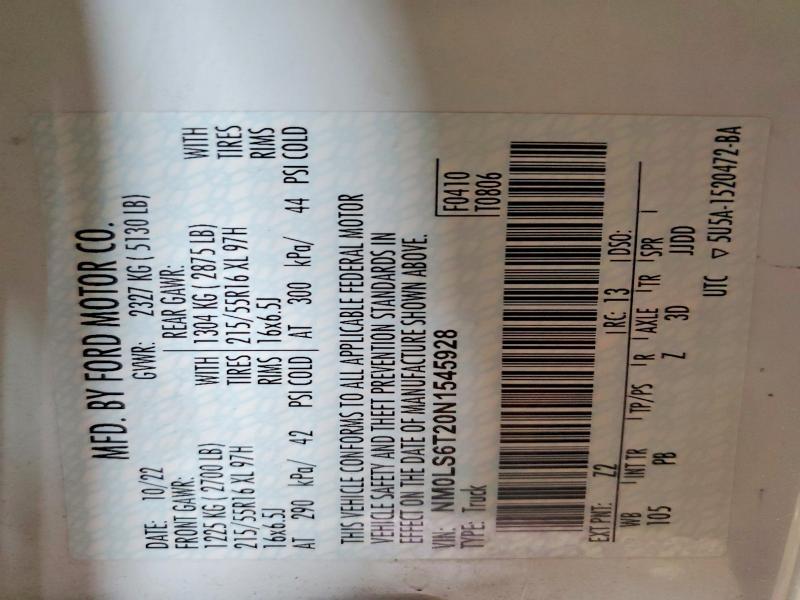 MFD. BY FORD MOTOR CO.
DATE: 10/22 GVWR: 2327 KG ( 5130 LB)
FRONT GAWR: REAR GAWR:
1225 KG ( 2700 LB) WITH 1304 KG ( 2875 LB) WITH
215/55R16 XL 97H TIRES 215/55R16 XL 97H TIRES
16x6.5J RIMS 16x6.5J RIMS
AT 290 kPa/ 42 PSI COLD AT 300 kPa/ 44 PSI COLD
THIS VEHICLE CONFORMS TO ALL APPLICABLE FEDERAL MOTOR
VEHICLE SAFETY AND THEFT PREVENTION STANDARDS IN
EFFECT ON THE DATE OF MANUFACTURE SHOWN ABOVE.
VIN: NM0LS6T20N1545928 F0410
TYPE: Truck T0806
EXT PNT: Z2 RC: 13 DSO:
WB INT TR TP/PS R AXLE TR SPR
105 PB Z 3D JJDD
UTC ▽ 5U5A-1520472-BA